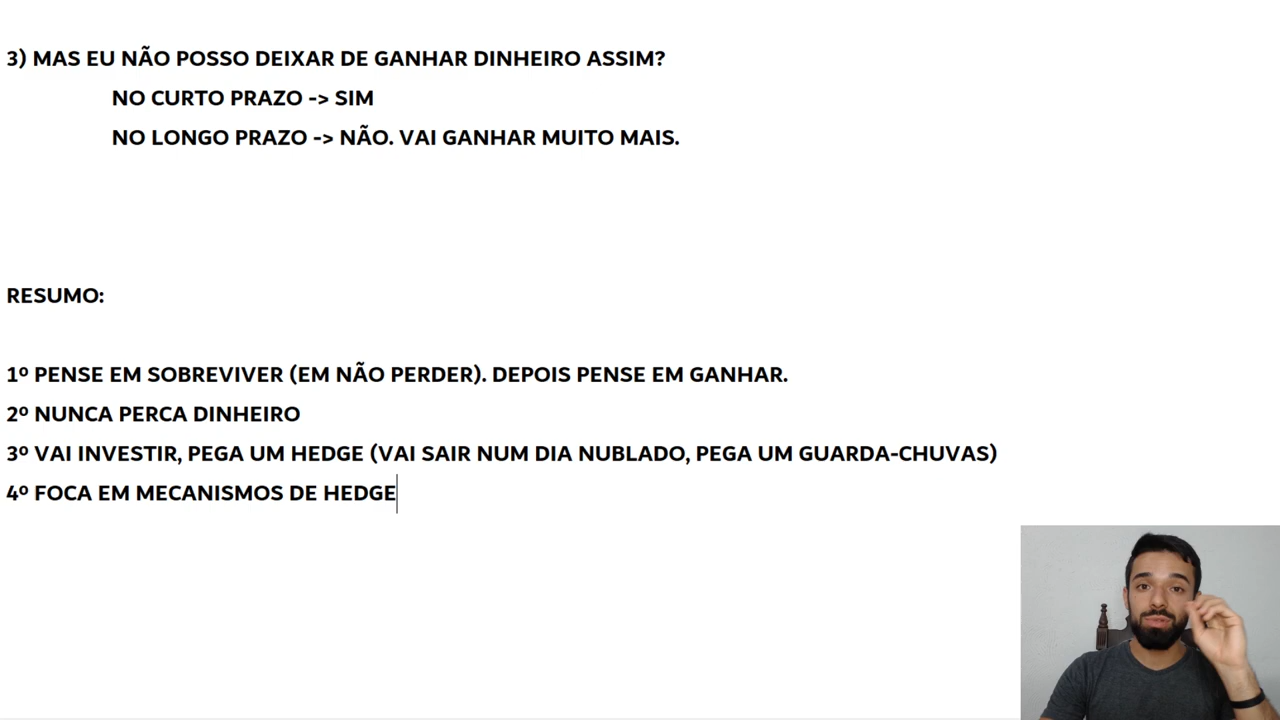 3) MAS EU NÃO POSSO DEIXAR DE GANHAR DINHEIRO ASSIM?
NO CURTO PRAZO -> SIM
NO LONGO PRAZO -> NÃO. VAI GANHAR MUITO MAIS.
RESUMO:
1º PENSE EM SOBREVIVER (EM NÃO PERDER). DEPOIS PENSE EM GANHAR.
2º NUNCA PERCA DINHEIRO
3º VAI INVESTIR, PEGA UM HEDGE (VAI SAIR NUM DIA NUBLADO, PEGA UM GUARDA-CHUVAS)
4º FOCA EM MECANISMOS DE HEDGE